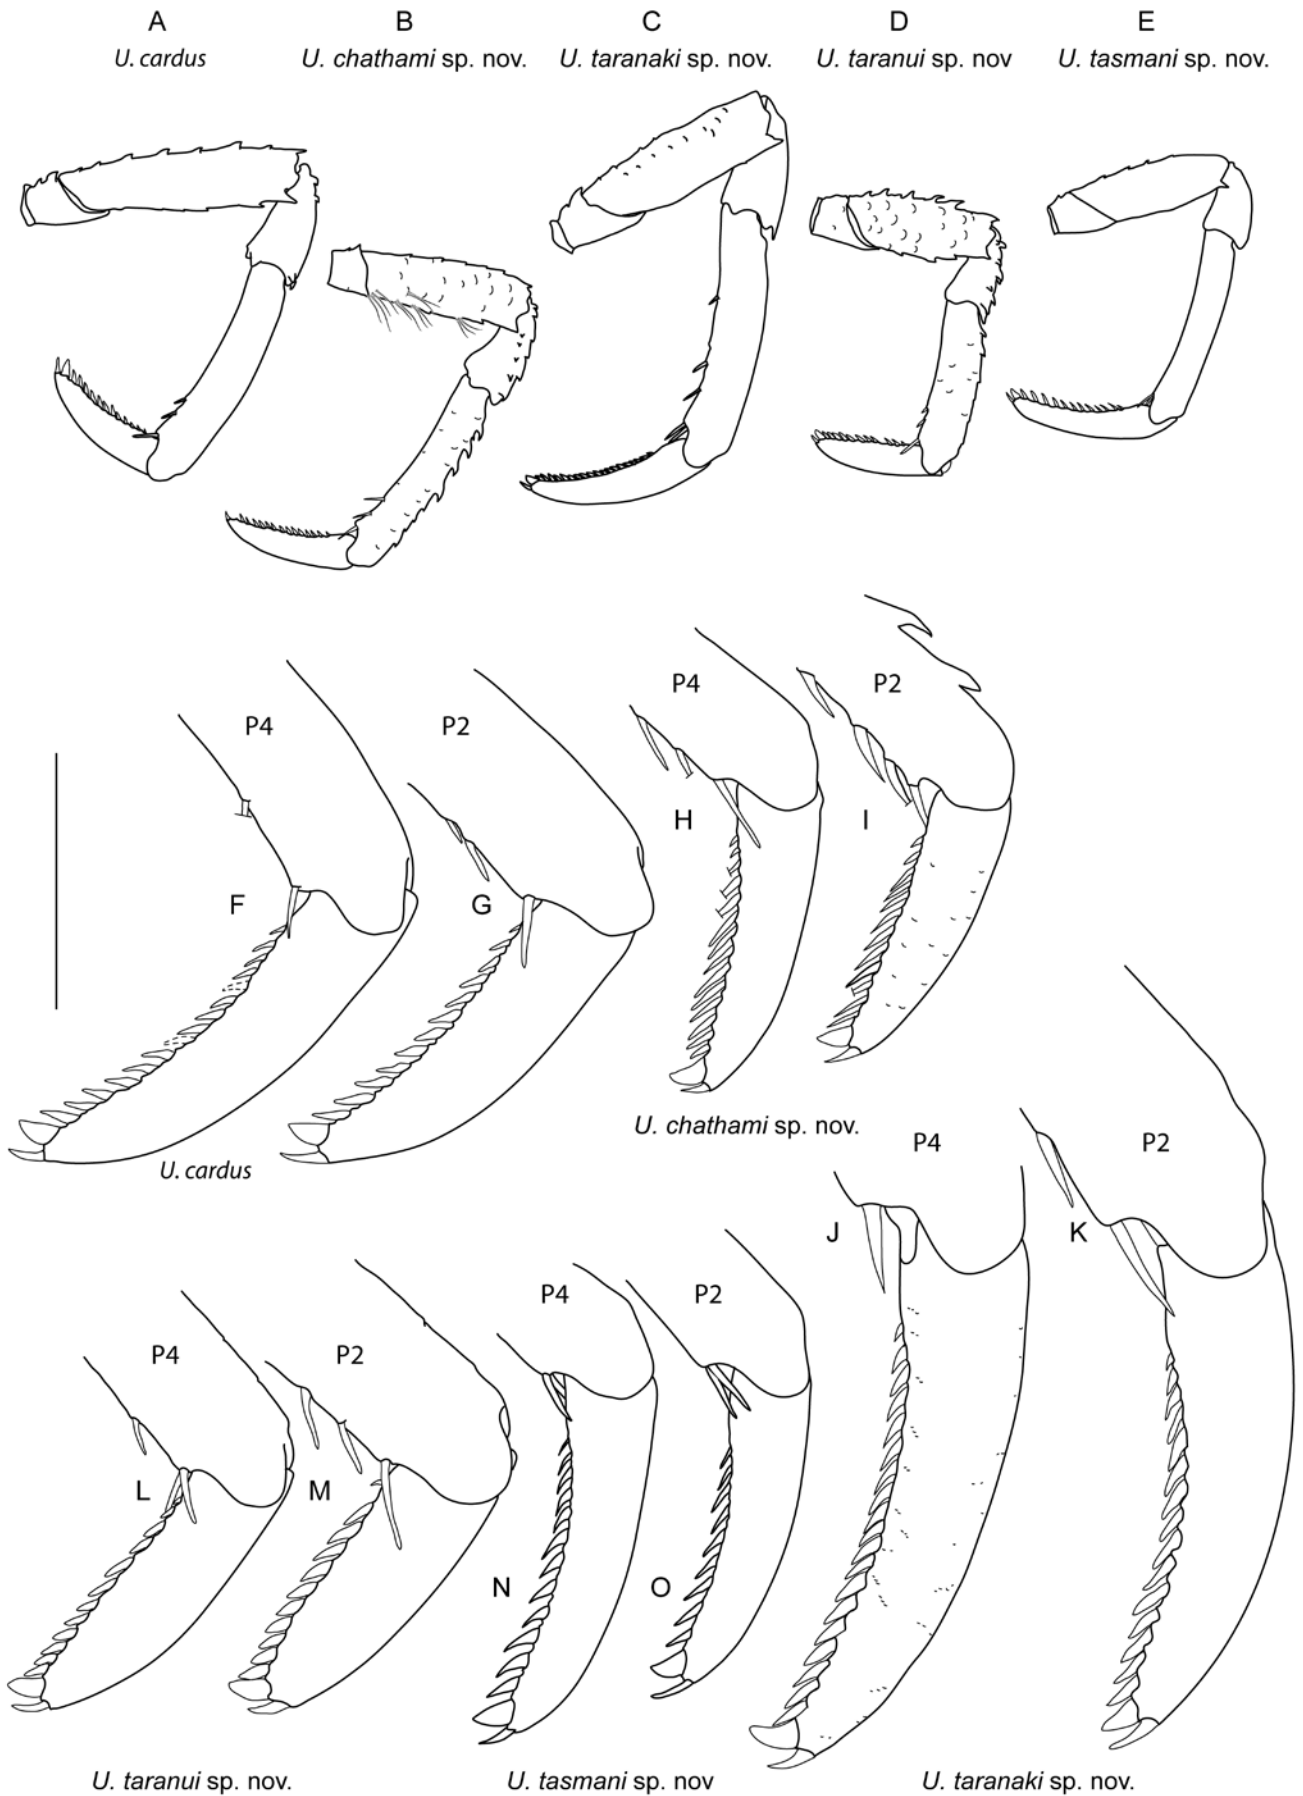 A B C D E
U. cardus U. chathami sp. nov. U. taranaki sp. nov. U. taranui sp. nov U. tasmani sp. nov.
P4 P2
P4 P2
F G
H I
U. chathami sp. nov.
U. cardus
P4 P2
J K
P4 P2
P4 P2
L M
N O
U. taranui sp. nov. U. tasmani sp. nov U. taranaki sp. nov.